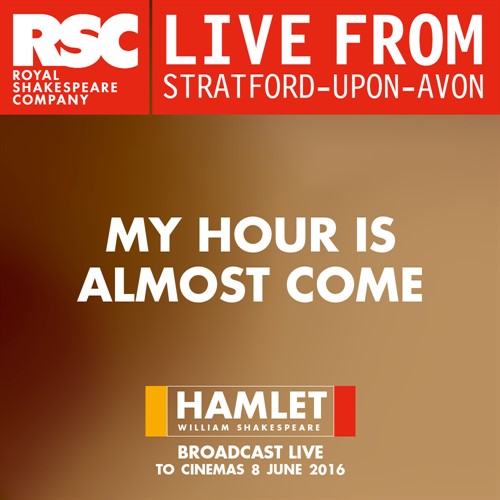 RSC
ROYAL
SHAKESPEARE
COMPANY
LIVE FROM
STRATFORD-UPON-AVON
MY HOUR IS
ALMOST COME
HAMLET
WILLIAM SHAKESPEARE
BROADCAST LIVE
TO CINEMAS 8 JUNE 2016